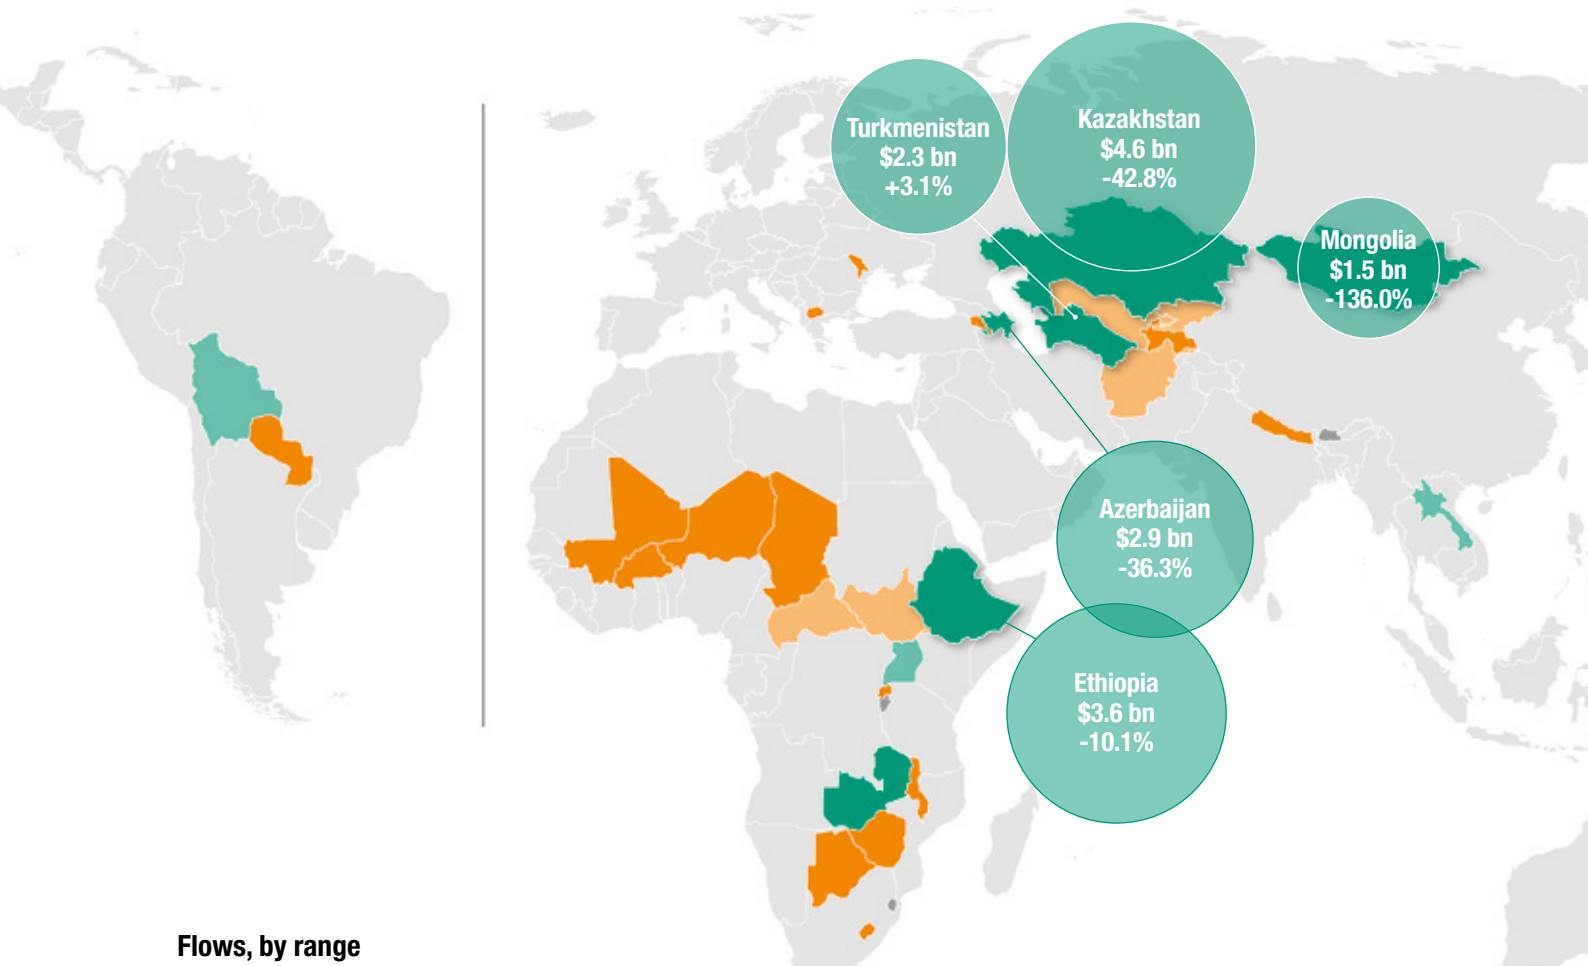 Turkmenistan
$2.3 bn
+3.1%
Kazakhstan
$4.6 bn
-42.8%
Mongolia
$1.5 bn
-136.0%
Azerbaijan
$2.9 bn
-36.3%
Ethiopia
$3.6 bn
-10.1%
Flows, by range